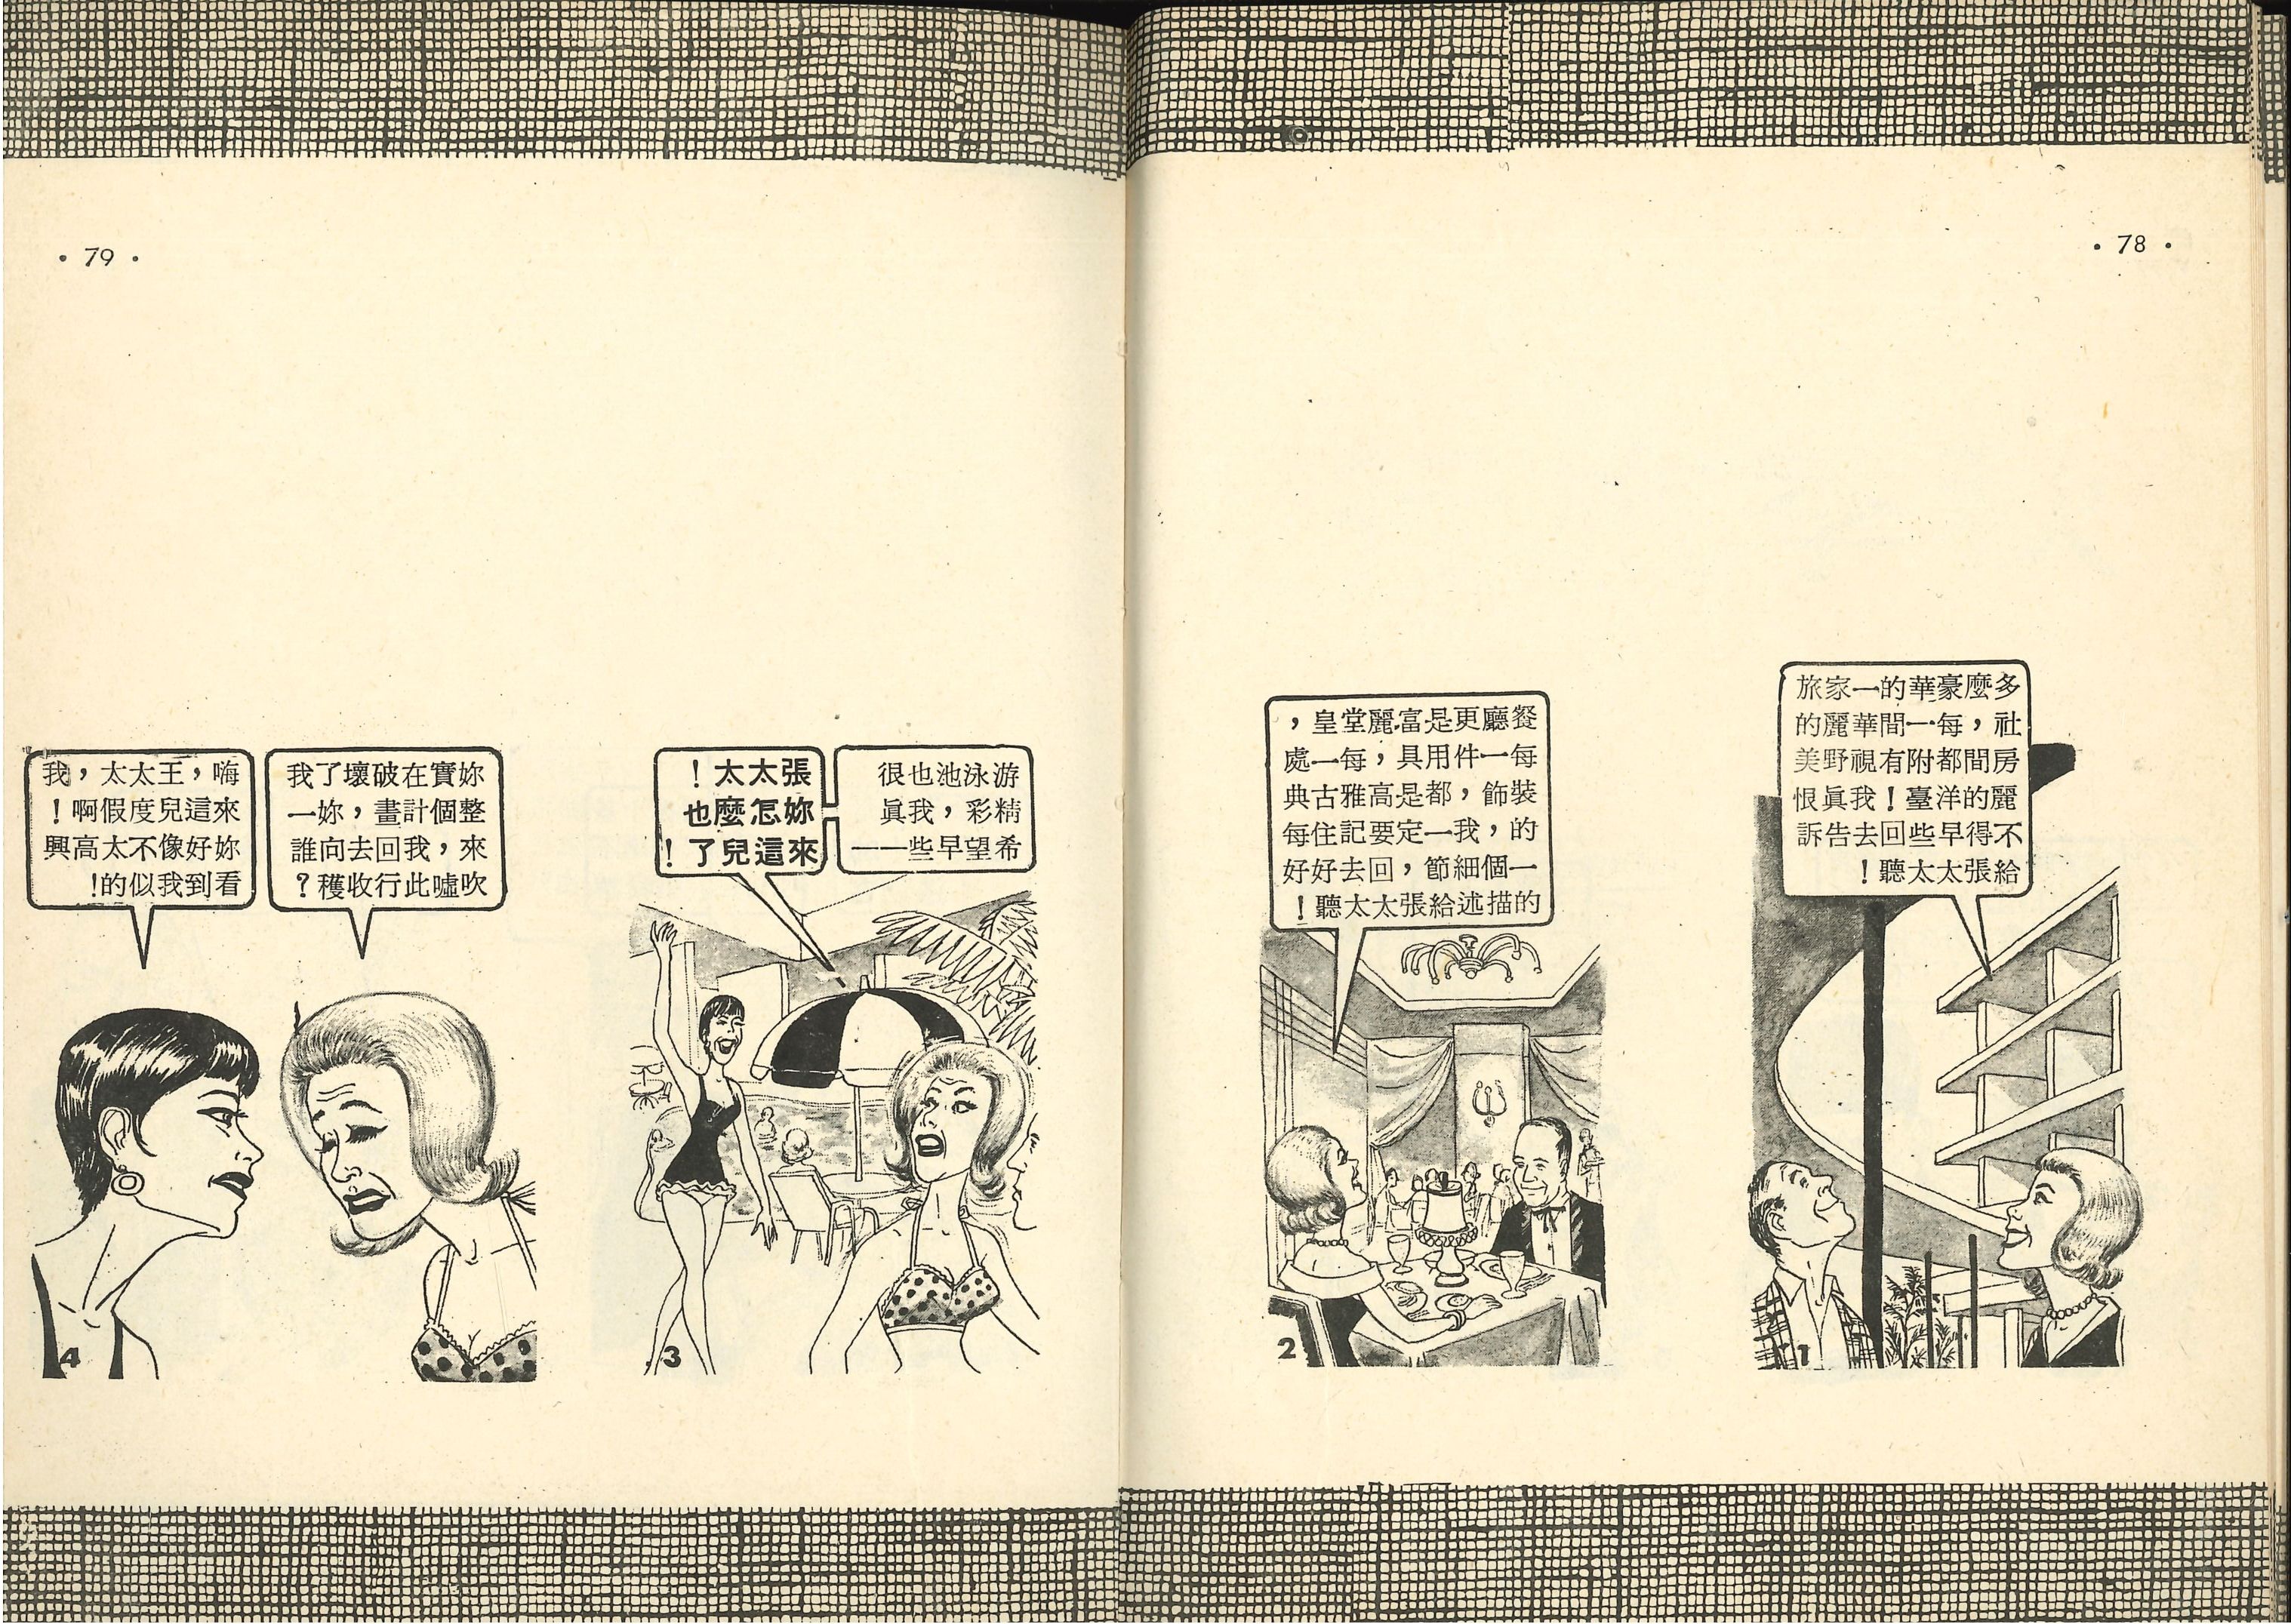 78
多麼豪華的一家旅
社，每一間華麗的
房間都附有視野美
麗的洋臺！我眞恨
不得早些回去告訴
給張太太聽！
1
餐廳更是富麗堂皇，
每一件用具，每一處
裝飾，都是高雅古典
的，我一定要記住每
一個細節，回去好好
的描述給張太太聽！
2
79
游泳池也很
精彩，我眞
希望早些——
張太太！
妳怎麼也
來這兒了！
3
妳實在破壞了我
整個計畫，妳一
來，我回去向誰
吹噓此行收穫？
嗨，王太太，我
來這兒度假啊！
妳好像不太高興
看到我似的！
4